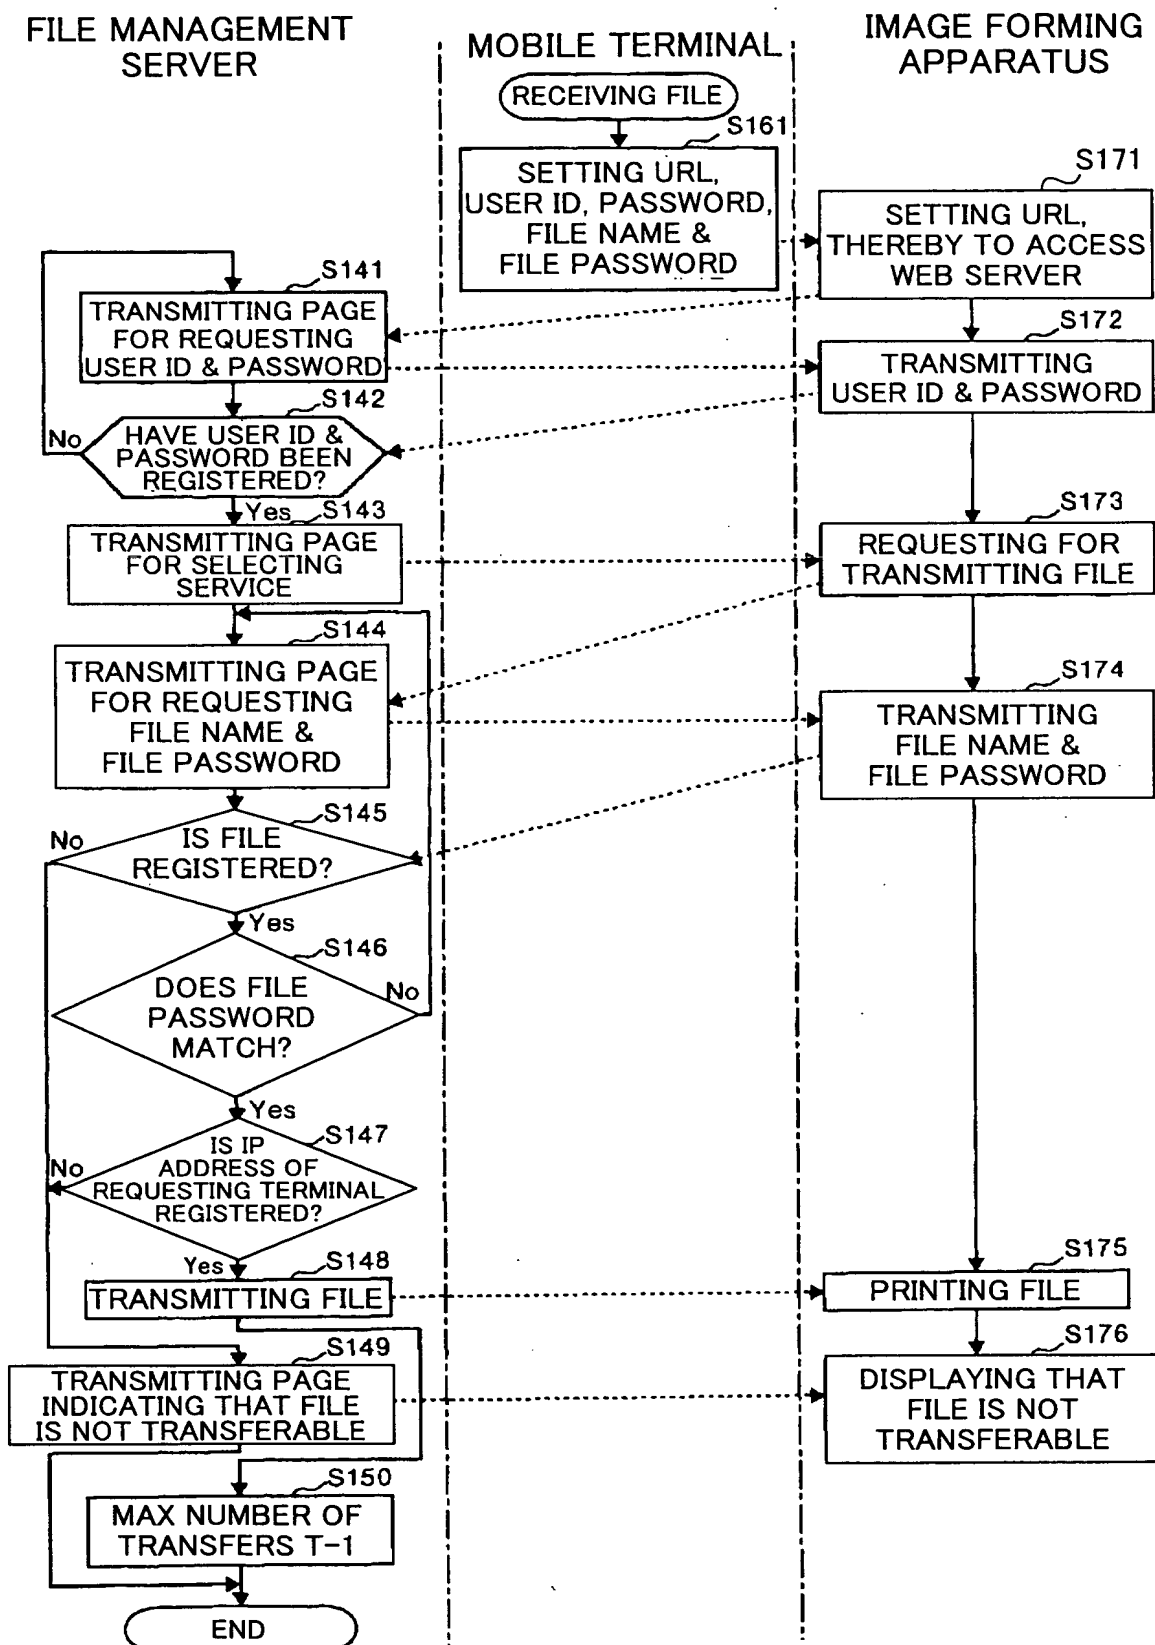 FILE MANAGEMENT
SERVER
MOBILE TERMINAL
IMAGE FORMING
APPARATUS
RECEIVING FILE
S161
SETTING URL,
USER ID, PASSWORD,
FILE NAME &
FILE PASSWORD
S171
SETTING URL,
THEREBY TO ACCESS
WEB SERVER
S141
TRANSMITTING PAGE
FOR REQUESTING
USER ID & PASSWORD
S172
TRANSMITTING
USER ID & PASSWORD
S142
No
HAVE USER ID &
PASSWORD BEEN
REGISTERED?
Yes
S143
TRANSMITTING PAGE
FOR SELECTING
SERVICE
S173
REQUESTING FOR
TRANSMITTING FILE
S144
TRANSMITTING PAGE
FOR REQUESTING
FILE NAME &
FILE PASSWORD
S174
TRANSMITTING
FILE NAME &
FILE PASSWORD
S145
No
IS FILE
REGISTERED?
Yes
S146
DOES FILE
PASSWORD
MATCH?
No
Yes
S147
No
IS IP
ADDRESS OF
REQUESTING TERMINAL
REGISTERED?
Yes
S148
TRANSMITTING FILE
S175
PRINTING FILE
S149
TRANSMITTING PAGE
INDICATING THAT FILE
IS NOT TRANSFERABLE
S176
DISPLAYING THAT
FILE IS NOT
TRANSFERABLE
S150
MAX NUMBER OF
TRANSFERS T-1
END